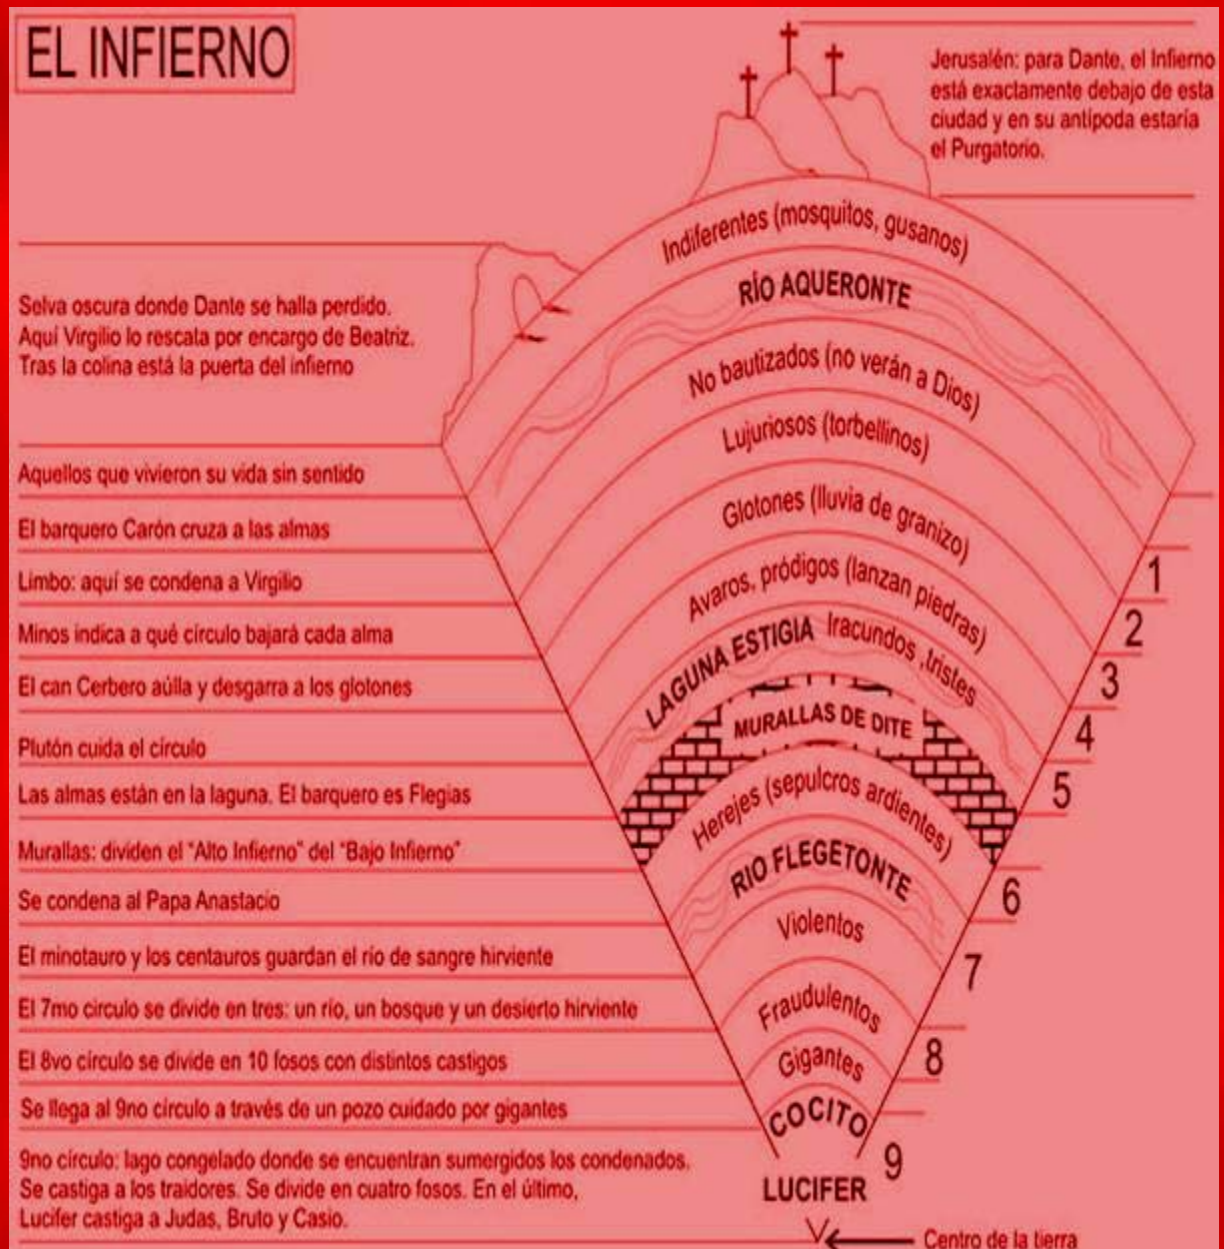 EL INFIERNO
Jerusalén: para Dante, el Infierno
está exactamente debajo de esta
ciudad y en su antípoda estaría
el Purgatorio.
Selva oscura donde Dante se halla perdido.
Aquí Virgilio lo rescata por encargo de Beatriz.
Tras la colina está la puerta del infierno
Aquellos que vivieron su vida sin sentido
El barquero Carón cruza a las almas
Limbo: aquí se condena a Virgilio
Minos indica a qué círculo bajará cada alma
El can Cerbero aúlla y desgarra a los glotones
Plutón cuida el círculo
Las almas están en la laguna. El barquero es Flegias
Murallas: dividen el "Alto Infierno" del "Bajo Infierno"
Se condena al Papa Anastacio
El minotauro y los centauros guardan el río de sangre hirviente
El 7mo círculo se divide en tres: un río, un bosque y un desierto hirviente
El 8vo círculo se divide en 10 fosos con distintos castigos
Se llega al 9no círculo a través de un pozo cuidado por gigantes
9no círculo: lago congelado donde se encuentran sumergidos los condenados.
Se castiga a los traidores. Se divide en cuatro fosos. En el último,
Lucifer castiga a Judas, Bruto y Casio.
Indiferentes (mosquitos, gusanos)
RÍO AQUERONTE
No bautizados (no verán a Dios)
Lujuriosos (torbellinos)
Glotones (lluvia de granizo)
Avaros, pródigos (lanzan piedras)
LAGUNA ESTIGIA Iracundos ,tristes
MURALLAS DE DITE
Herejes (sepulcros ardientes)
RIO FLEGETONTE
Violentos
Fraudulentos
Gigantes
COCITO
LUCIFER
1
2
3
4
5
6
7
8
9
Centro de la tierra